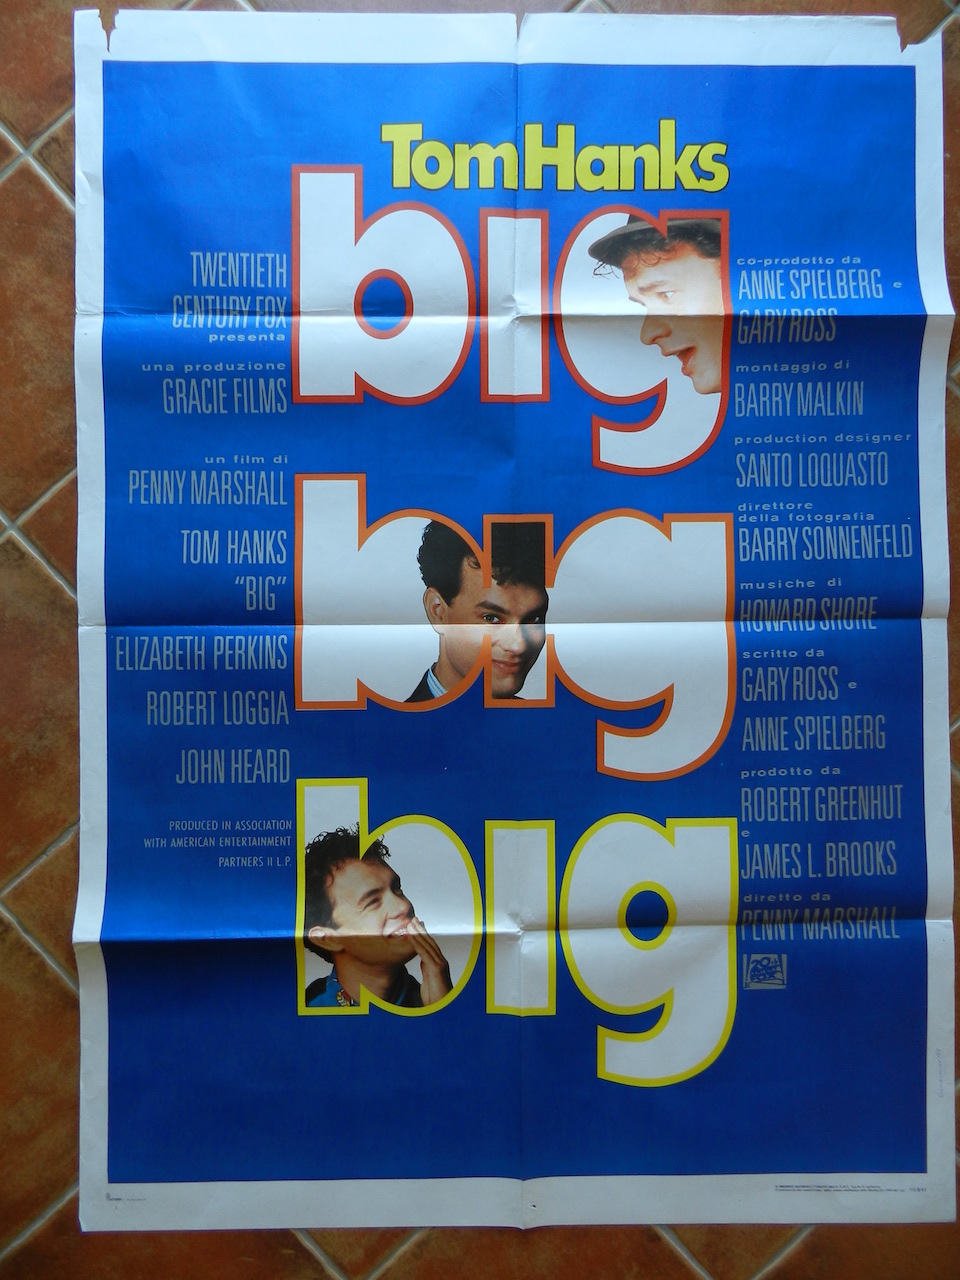 Tom Hanks
big
TWENTIETH
CENTURY FOX
presenta
una produzione
GRACIE FILMS
un film di
PENNY MARSHALL
TOM HANKS
"BIG"
ELIZABETH PERKINS
ROBERT LOGGIA
JOHN HEARD
PRODUCED IN ASSOCIATION
WITH AMERICAN ENTERTAINMENT
PARTNERS II L.P.
big
big
co-prodotto da
ANNE SPIELBERG e
GARY ROSS
montaggio di
BARRY MALKIN
production designer
SANTO LOQUASTO
direttore
della fotografia
BARRY SONNENFELD
musiche di
HOWARD SHORE
scritto da
GARY ROSS e
ANNE SPIELBERG
prodotto da
ROBERT GREENHUT
e
JAMES L. BROOKS
diretto da
PENNY MARSHALL